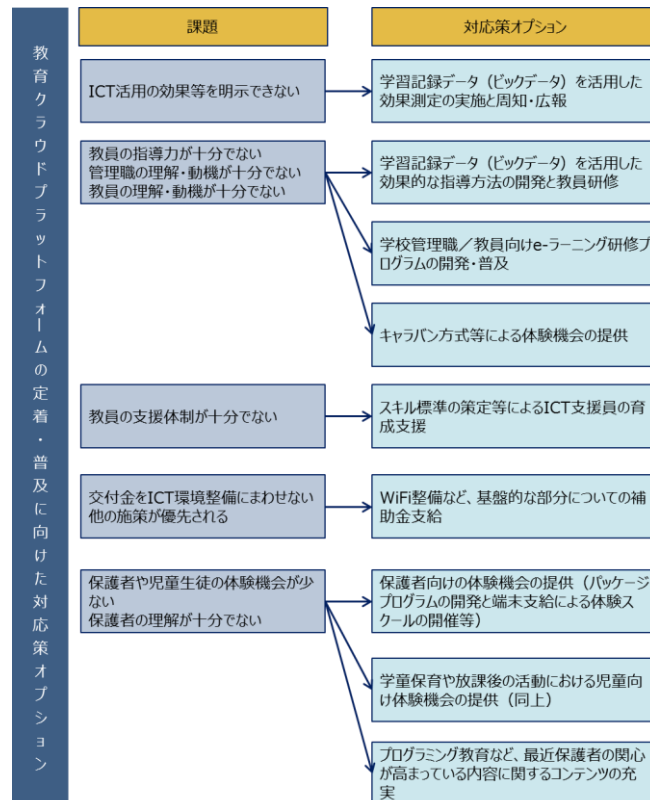 教育クラウドプラットフォームの定着・普及に向けた対応策オプション
課題
対応策オプション
ICT活用の効果等を明示できない
学習記録データ（ビックデータ）を活用した
効果測定の実施と周知・広報
教員の指導力が十分でない
管理職の理解・動機が十分でない
教員の理解・動機が十分でない
学習記録データ（ビックデータ）を活用した
効果的な指導方法の開発と教員研修
学校管理職／教員向けe-ラーニング研修プ
ログラムの開発・普及
キャラバン方式等による体験機会の提供
教員の支援体制が十分でない
スキル標準の策定等によるICT支援員の育
成支援
交付金をICT環境整備にまわせない
他の施策が優先される
WiFi整備など、基盤的な部分についての補
助金支給
保護者や児童生徒の体験機会が少
ない
保護者の理解が十分でない
保護者向けの体験機会の提供（パッケージ
プログラムの開発と端末支給による体験ス
クールの開催等）
学童保育や放課後の活動における児童向
け体験機会の提供（同上）
プログラミング教育など、最近保護者の関心
が高まっている内容に関するコンテンツの充
実